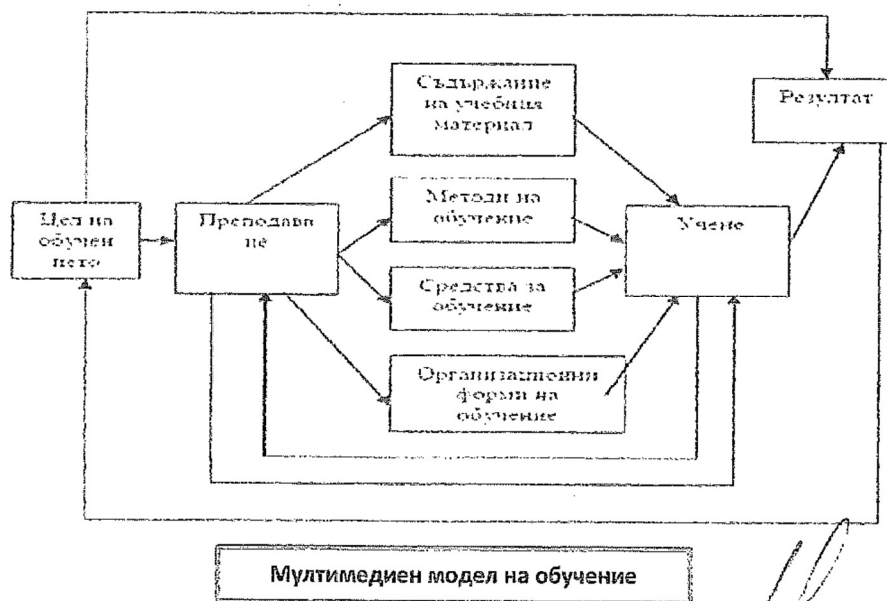 Съдържание
на учебния
материал
Резултат
Цел на
обучен
ието
Преподава
не
Методи на
обучение
Учене
Средства за
обучение
Организационни
форми на
обучение
Мултимедиен модел на обучение